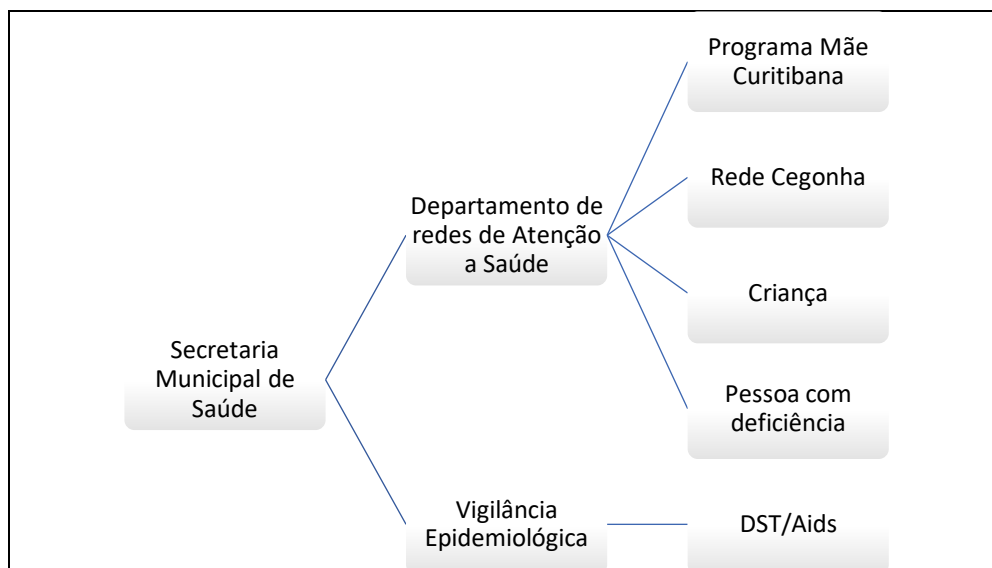 Programa Mãe
Curitibana
Rede Cegonha
Departamento de
redes de Atenção
a Saúde
Criança
Secretaria
Municipal de
Saúde
Pessoa com
deficiência
Vigilância
Epidemiológica
DST/Aids